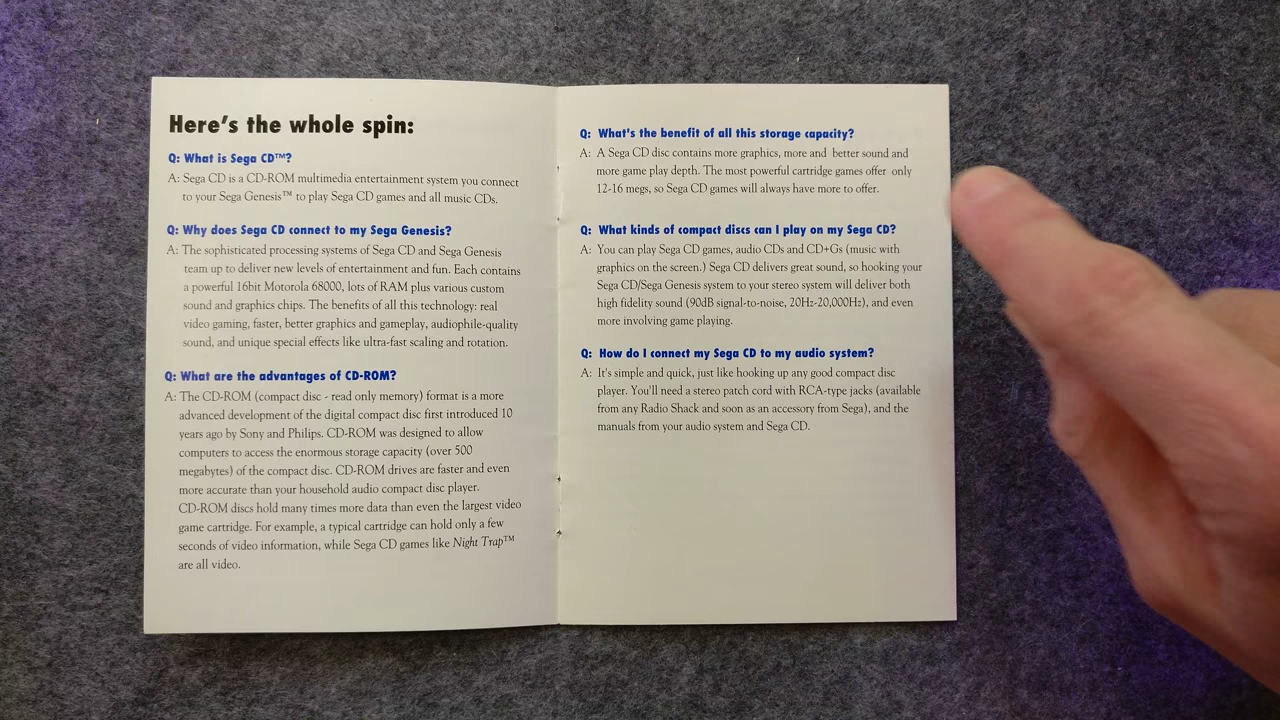 Here's the whole spin:
Q: What is Sega CD™?
A: Sega CD is a CD-ROM multimedia entertainment system you connect
to your Sega Genesis™ to play Sega CD games and all music CDs.
Q: Why does Sega CD connect to my Sega Genesis?
A: The sophisticated processing systems of Sega CD and Sega Genesis
team up to deliver new levels of entertainment and fun. Each contains
a powerful 16bit Motorola 68000, lots of RAM plus various custom
sound and graphics chips. The benefits of all this technology: real
video gaming, faster, better graphics and gameplay, audiophile-quality
sound, and unique special effects like ultra-fast scaling and rotation.
Q: What are the advantages of CD-ROM?
A: The CD-ROM (compact disc - read only memory) format is a more
advanced development of the digital compact disc first introduced 10
years ago by Sony and Philips. CD-ROM was designed to allow
computers to access the enormous storage capacity (over 500
megabytes) of the compact disc. CD-ROM drives are faster and even
more accurate than your household audio compact disc player.
CD-ROM discs hold many times more data than even the largest video
game cartridge. For example, a typical cartridge can hold only a few
seconds of video information, while Sega CD games like Night Trap™
are all video.
Q: What's the benefit of all this storage capacity?
A: A Sega CD disc contains more graphics, more and better sound and
more game play depth. The most powerful cartridge games offer only
12-16 megs, so Sega CD games will always have more to offer.
Q: What kinds of compact discs can I play on my Sega CD?
A: You can play Sega CD games, audio CDs and CD+Gs (music with
graphics on the screen.) Sega CD delivers great sound, so hooking your
Sega CD/Sega Genesis system to your stereo system will deliver both
high fidelity sound (90dB signal-to-noise, 20Hz-20,000Hz), and even
more involving game playing.
Q: How do I connect my Sega CD to my audio system?
A: It's simple and quick, just like hooking up any good compact disc
player. You'll need a stereo patch cord with RCA-type jacks (available
from any Radio Shack and soon as an accessory from Sega), and the
manuals from your audio system and Sega CD.